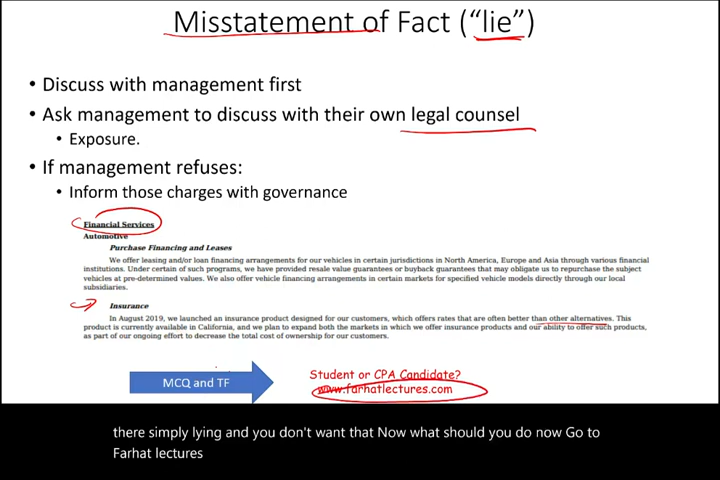 Misstatement of Fact (“lie”)
• Discuss with management first
• Ask management to discuss with their own legal counsel
• Exposure.
• If management refuses:
• Inform those charges with governance
Financial Services
Automotive
Purchase Financing and Leases
We offer leasing and/or loan financing arrangements for our vehicles in certain jurisdictions in North America, Europe and Asia through various financial
institutions. Under certain of such programs, we have provided resale value guarantees or buyback guarantees that may obligate us to repurchase the subject
vehicles at pre-determined values. We also offer vehicle financing arrangements in certain markets for specified vehicle models directly through our local
subsidiaries.
Insurance
In August 2019, we launched an insurance product designed for our customers, which offers rates that are often better than other alternatives. This
product is currently available in California, and we plan to expand both the markets in which we offer insurance products and our ability to offer such products,
as part of our ongoing effort to decrease the total cost of ownership for our customers.
MCQ and TF
Student or CPA Candidate?
www.farhatlectures.com
there simply lying and you don't want that Now what should you do now Go to
Farhat lectures